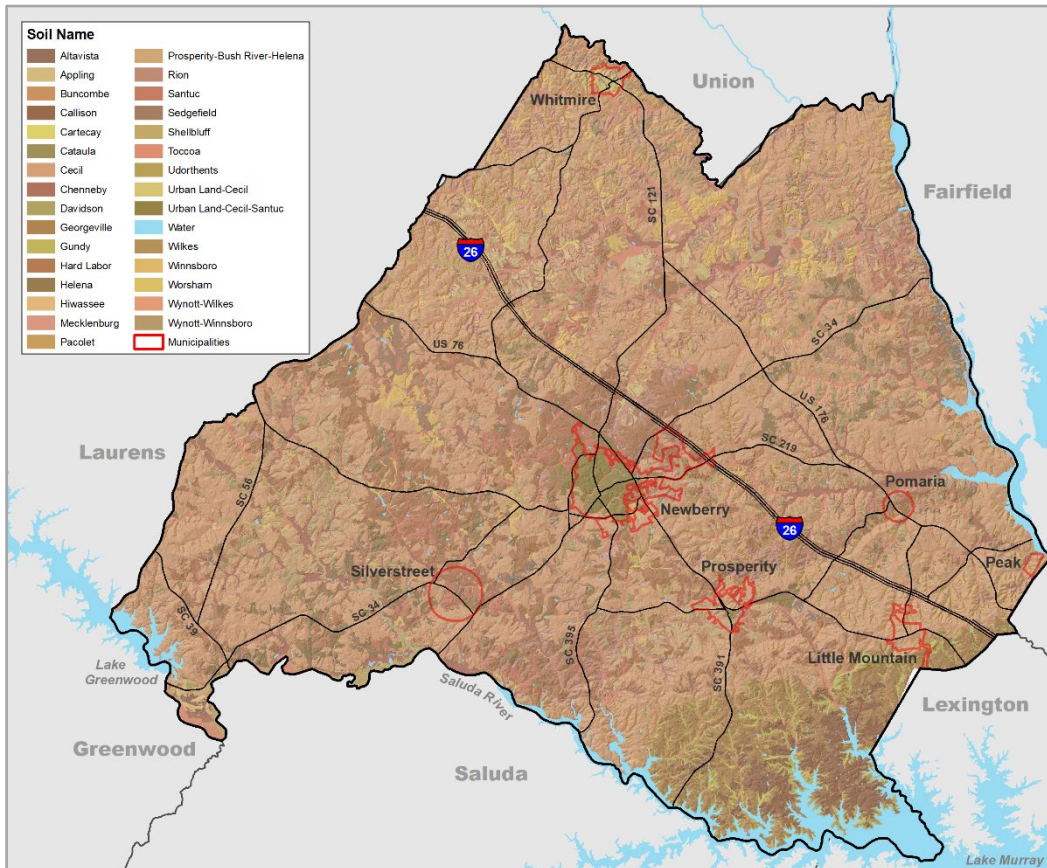 Soil Name
Altavista
Appling
Buncombe
Callison
Cartecay
Cataula
Cecil
Chenneby
Davidson
Georgeville
Gundy
Hard Labor
Helena
Hiwassee
Mecklenburg
Pacolet
Prosperity-Bush River-Helena
Rion
Santuc
Sedgefield
Shellbluff
Toccoa
Udorthents
Urban Land-Cecil
Urban Land-Cecil-Santuc
Water
Wilkes
Winnsboro
Worsham
Wynott-Wilkes
Wynott-Winnsboro
Municipalities
Union
Whitmire
Fairfield
SC 121
26
US 76
SC 34
US 176
Laurens
SC 219
SC 56
Pomaria
Newberry
26
Peak
Prosperity
Silverstreet
SC 34
SC 39
SC 395
SC 391
Little Mountain
Lake
Greenwood
Saluda River
Lexington
Greenwood
Saluda
Lake Murray